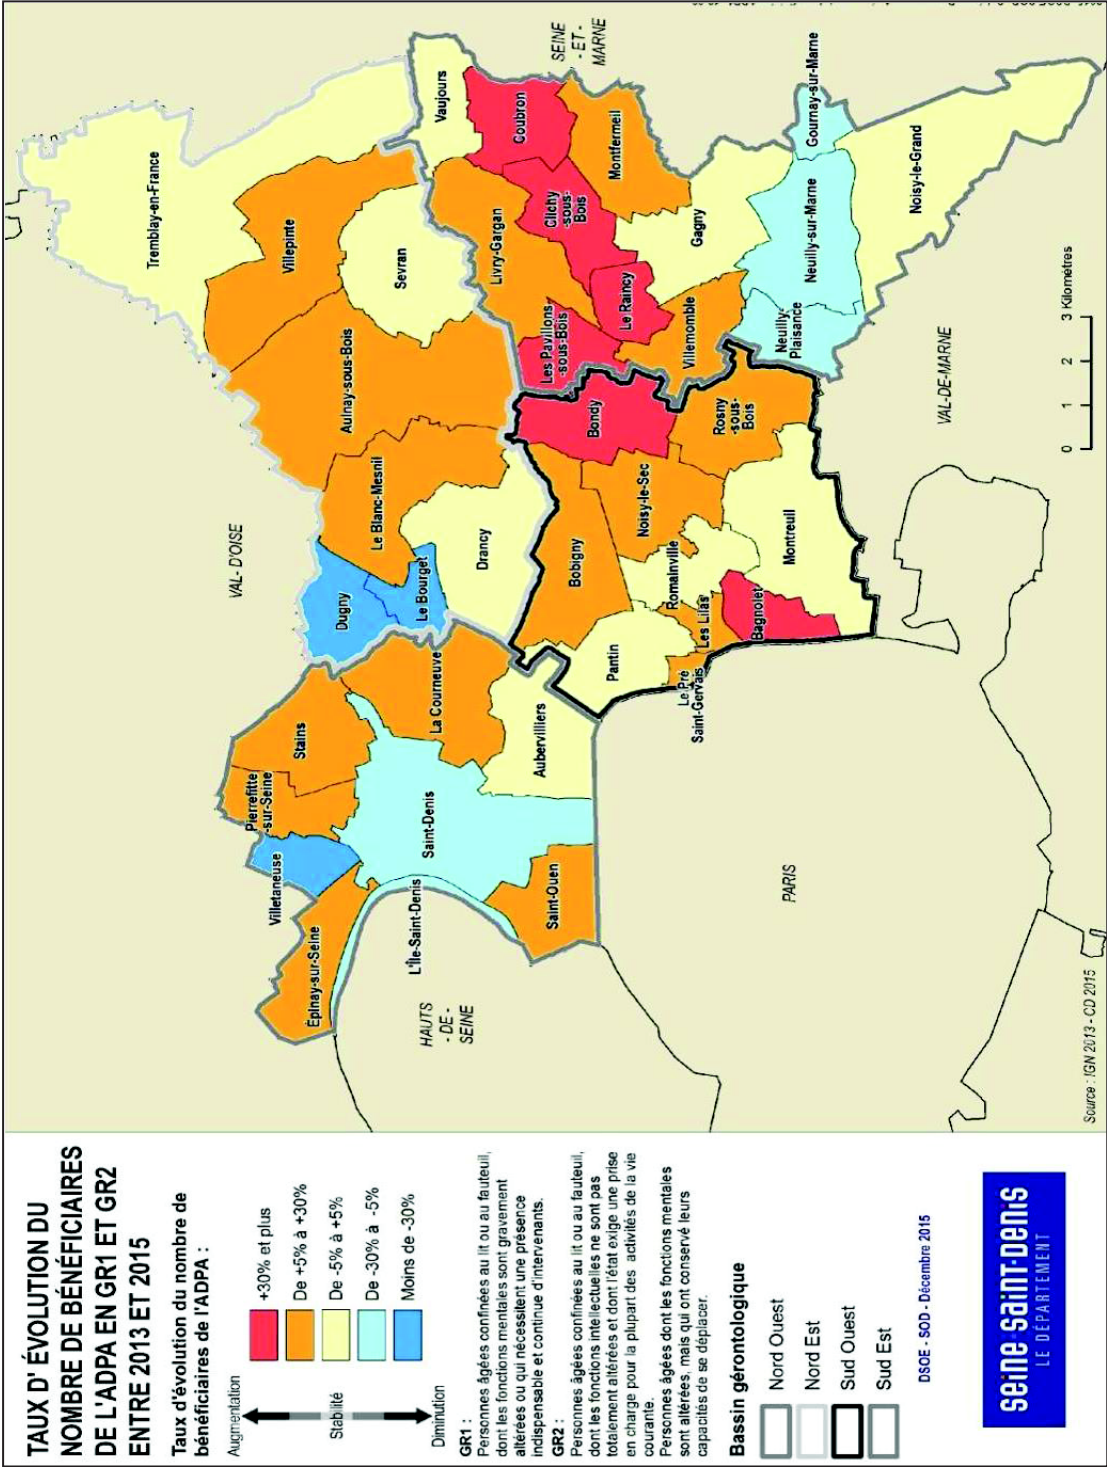 TAUX D' ÉVOLUTION DU
NOMBRE DE BÉNÉFICIAIRES
DE L'ADPA EN GR1 ET GR2
ENTRE 2013 ET 2015
Taux d'évolution du nombre de
bénéficiaires de l'ADPA :
Augmentation
Stabilité
Diminution
+30% et plus
De +5% à +30%
De -5% à +5%
De -30% à -5%
Moins de -30%
GR1 :
Personnes âgées confinées au lit ou au fauteuil,
dont les fonctions mentales sont gravement
altérées ou qui nécessitent une présence
indispensable et continue d'intervenants.
GR2 :
Personnes âgées confinées au lit ou au fauteuil,
dont les fonctions intellectuelles ne sont pas
totalement altérées et dont l'état exige une prise
en charge pour la plupart des activités de la vie
courante.
Personnes âgées dont les fonctions mentales
sont altérées, mais qui ont conservé leurs
capacités de se déplacer.
Bassin gérontologique
Nord Ouest
Nord Est
Sud Ouest
Sud Est
DSOE - SOD - Décembre 2015
seine saint-denis
LE DÉPARTEMENT
VAL-D'OISE
SEINE
- ET -
MARNE
HAUTS
- DE -
SEINE
PARIS
VAL-DE-MARNE
Tremblay-en-France
Villepinte
Sevran
Vaujours
Coubron
Montfermeil
Clichy
-sous-
Bois
Livry-Gargan
Aulnay-sous-Bois
Le Blanc-Mesnil
Dugny
Le Bourget
Drancy
Les Pavillons
-sous-Bois
Le Raincy
Gagny
Villemomble
Gournay-sur-Marne
Neuilly-sur-Marne
Neuilly-
Plaisance
Noisy-le-Grand
Bondy
Rosny
-sous-
Bois
Noisy-le-Sec
Bobigny
Romainville
Montreuil
Les Lilas
Bagnolet
Pantin
Le Pré
Saint-Gervais
Stains
Pierrefitte
-sur-Seine
Villetaneuse
Épinay-sur-Seine
L'Île-Saint-Denis
Saint-Denis
La Courneuve
Aubervilliers
Saint-Ouen
0 1 2 3 Kilomètres
Source : IGN 2013 - CD 2015